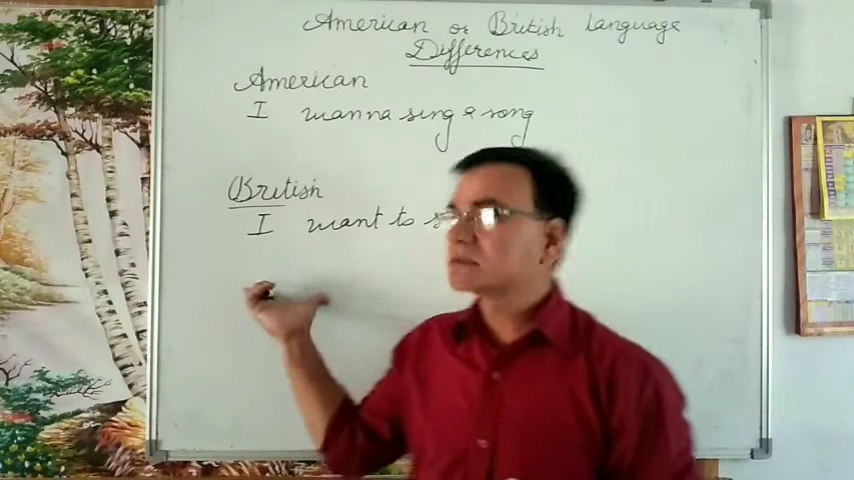 American or British Language
Differences
American
I wanna sing a song
British
I want to